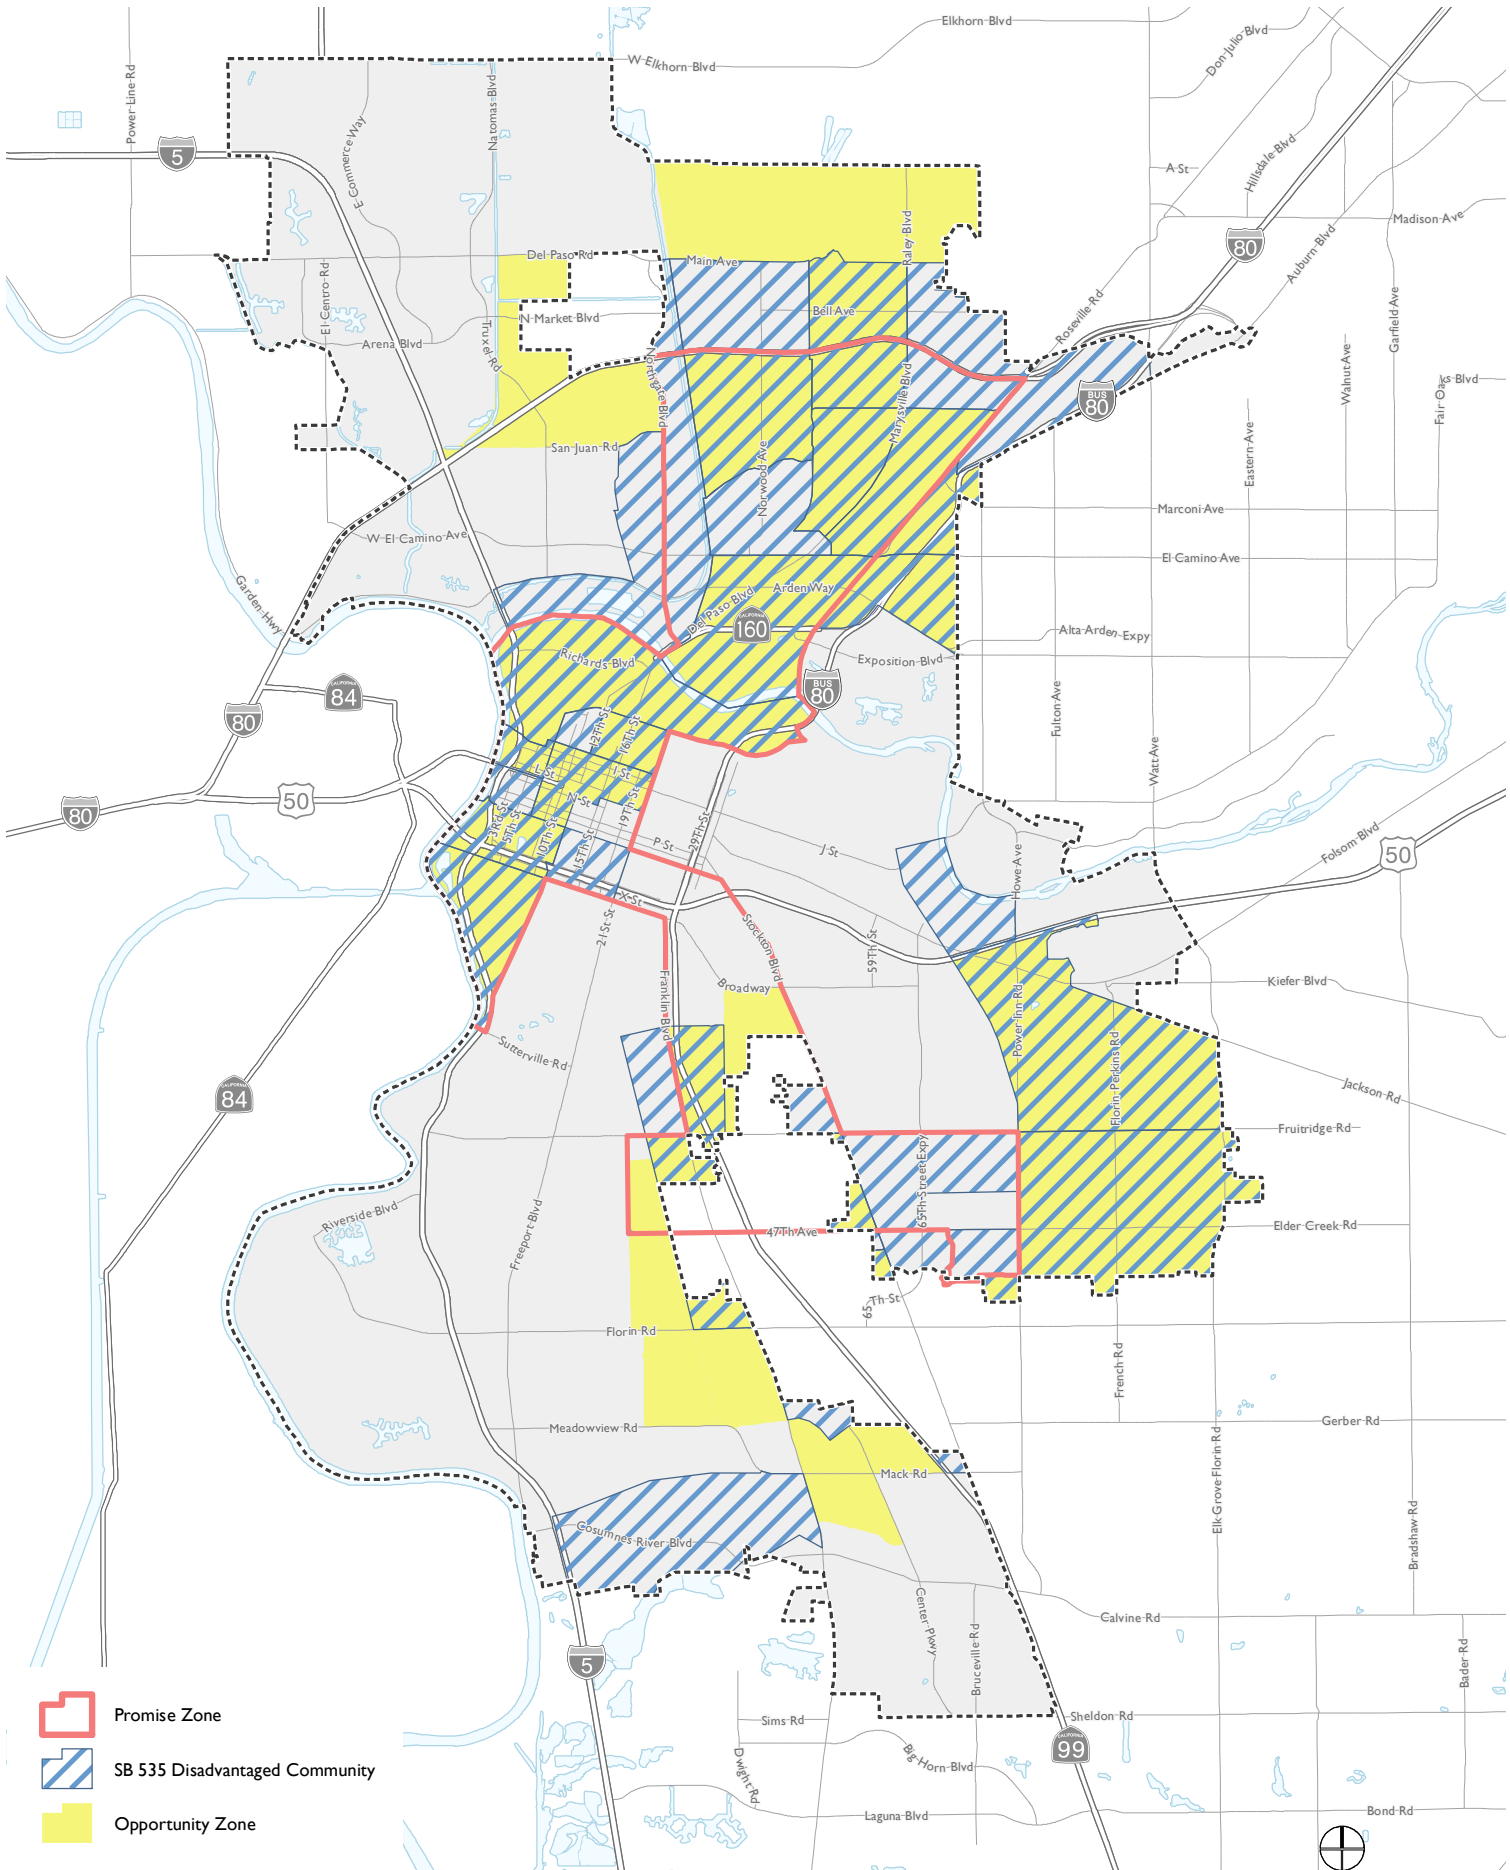 Elkhorn Blvd
W Elkhorn Blvd
Don Julio Blvd
Power Line Rd
E Commerce Way
Natomas Blvd
5
A St
Hillsdale Blvd
Madison Ave
80
Auburn Blvd
Raley Blvd
Del Paso Rd
Main Ave
El Centro Rd
Bell Ave
N Market Blvd
Arena Blvd
Truxel Rd
Northgate Blvd
Roseville Rd
Garfield Ave
Walnut Ave
Fair Oaks Blvd
BUS
80
Marysville Blvd
San Juan Rd
Norwood Ave
Eastern Ave
Marconi Ave
W El Camino Ave
El Camino Ave
Garden Hwy
Arden Way
Del Paso Blvd
CALIFORNIA
160
Alta Arden Expy
Richards Blvd
Exposition Blvd
BUS
80
CALIFORNIA
84
80
Fulton Ave
Watt Ave
12Th St
16Th St
L St
I St
N St
50
80
3Rd St
5Th St
10Th St
15Th St
19Th St
P St
29Th St
J St
Howe Ave
Folsom Blvd
50
X St
21St St
Stockton Blvd
59Th St
Franklin Blvd
Broadway
Kiefer Blvd
Power Inn Rd
Sutterville Rd
Florin Perkins Rd
Jackson Rd
CALIFORNIA
84
Fruitridge Rd
65Th Street Expy
Riverside Blvd
Freeport Blvd
47Th Ave
Elder Creek Rd
65Th St
Florin Rd
French Rd
Meadowview Rd
Gerber Rd
Mack Rd
Elk Grove Florin Rd
Bradshaw Rd
Cosumnes River Blvd
Center Pkwy
Bruceville Rd
Calvine Rd
Bader Rd
5
Sims Rd
Sheldon Rd
CALIFORNIA
99
Dwight Rd
Big Horn Blvd
Laguna Blvd
Bond Rd
Promise Zone
SB 535 Disadvantaged Community
Opportunity Zone